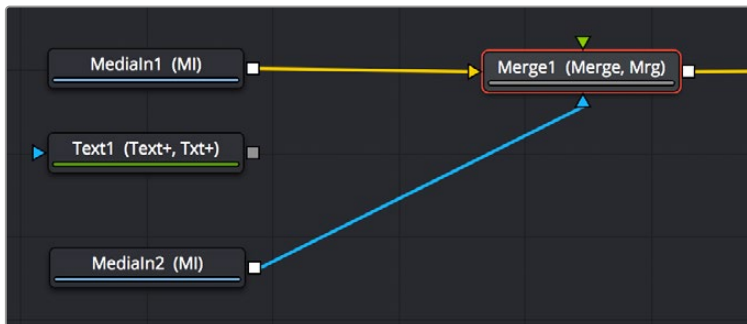 MediaIn1 (MI)
Merge1 (Merge, Mrg)
Text1 (Text+, Txt+)
MediaIn2 (MI)